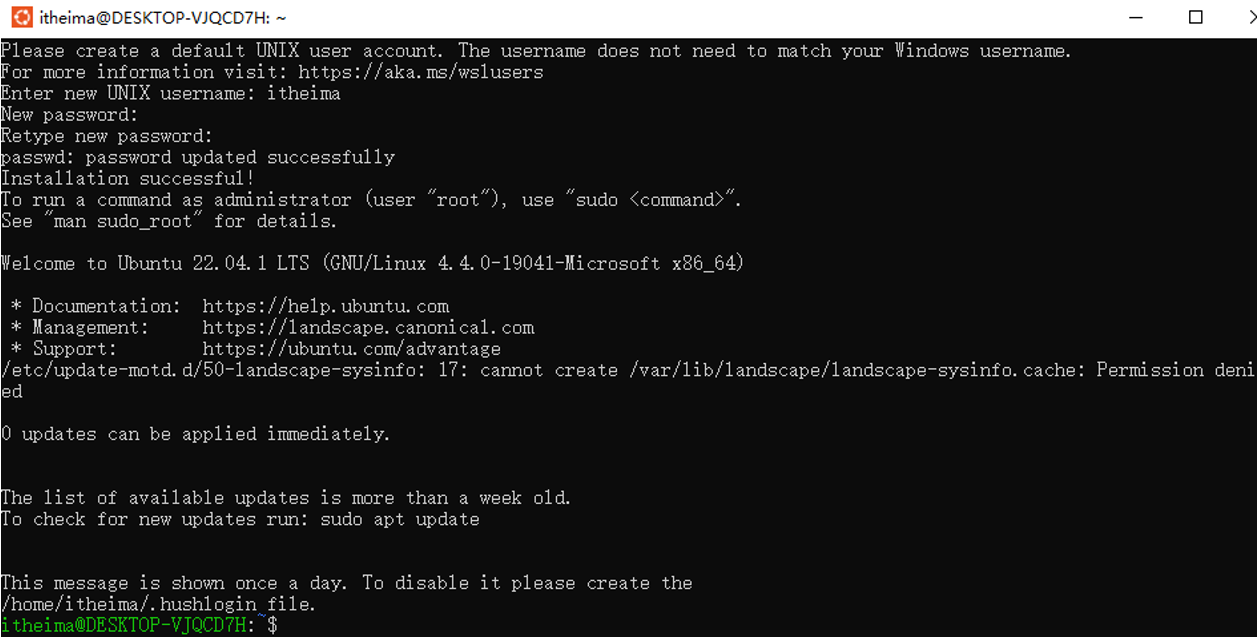 itheima@DESKTOP-VJQCD7H: ~
Please create a default UNIX user account. The username does not need to match your Windows username.
For more information visit: https://aka.ms/wslusers
Enter new UNIX username: itheima
New password:
Retype new password:
passwd: password updated successfully
Installation successful!
To run a command as administrator (user "root"), use "sudo <command>".
See "man sudo_root" for details.
Welcome to Ubuntu 22.04.1 LTS (GNU/Linux 4.4.0-19041-Microsoft x86_64)
* Documentation:  https://help.ubuntu.com
* Management:     https://landscape.canonical.com
* Support:        https://ubuntu.com/advantage
/etc/update-motd.d/50-landscape-sysinfo: 17: cannot create /var/lib/landscape/landscape-sysinfo.cache: Permission deni
ed
0 updates can be applied immediately.
The list of available updates is more than a week old.
To check for new updates run: sudo apt update
This message is shown once a day. To disable it please create the
/home/itheima/.hushlogin file.
itheima@DESKTOP-VJQCD7H:~$